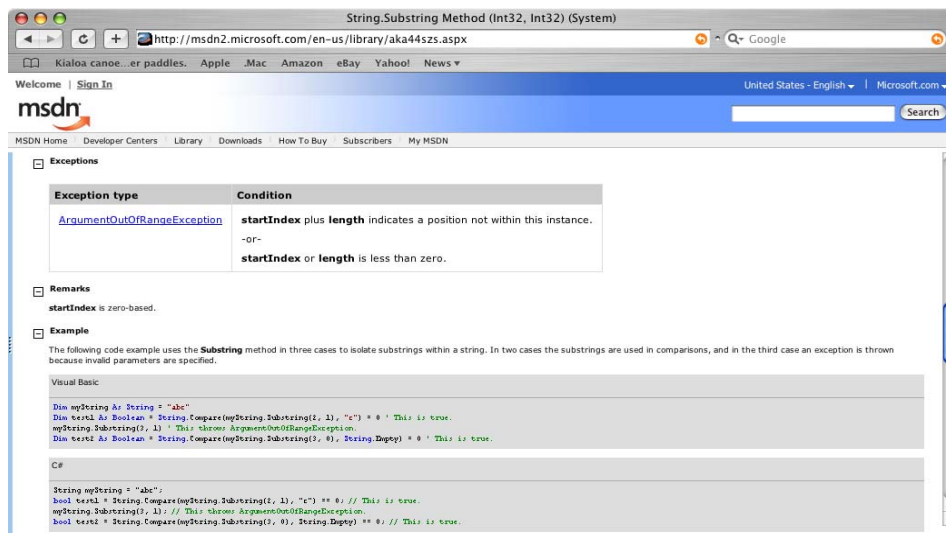 String.Substring Method (Int32, Int32) (System)
http://msdn2.microsoft.com/en-us/library/aka44szs.aspx
Google
Kialoa canoe...er paddles. Apple .Mac Amazon eBay Yahoo! News
Welcome | Sign In
United States - English | Microsoft.com
msdn
Search
MSDN Home Developer Centers Library Downloads How To Buy Subscribers My MSDN
Exceptions
Exception type Condition
ArgumentOutOfRangeException startIndex plus length indicates a position not within this instance.
-or-
startIndex or length is less than zero.
Remarks
startIndex is zero-based.
Example
The following code example uses the Substring method in three cases to isolate substrings within a string. In two cases the substrings are used in comparisons, and in the third case an exception is thrown
because invalid parameters are specified.
Visual Basic
Dim myString As String = "abc"
Dim test1 As Boolean = String.Compare(myString.Substring(2, 1), "c") = 0 ' This is true.
myString.Substring(3, 1) ' This throws ArgumentOutOfRangeException.
Dim test2 As Boolean = String.Compare(myString.Substring(3, 0), String.Empty) = 0 ' This is true.
C#
String myString = "abc";
bool test1 = String.Compare(myString.Substring(2, 1), "c") == 0; // This is true.
myString.Substring(3, 1); // This throws ArgumentOutOfRangeException.
bool test2 = String.Compare(myString.Substring(3, 0), String.Empty) == 0; // This is true.